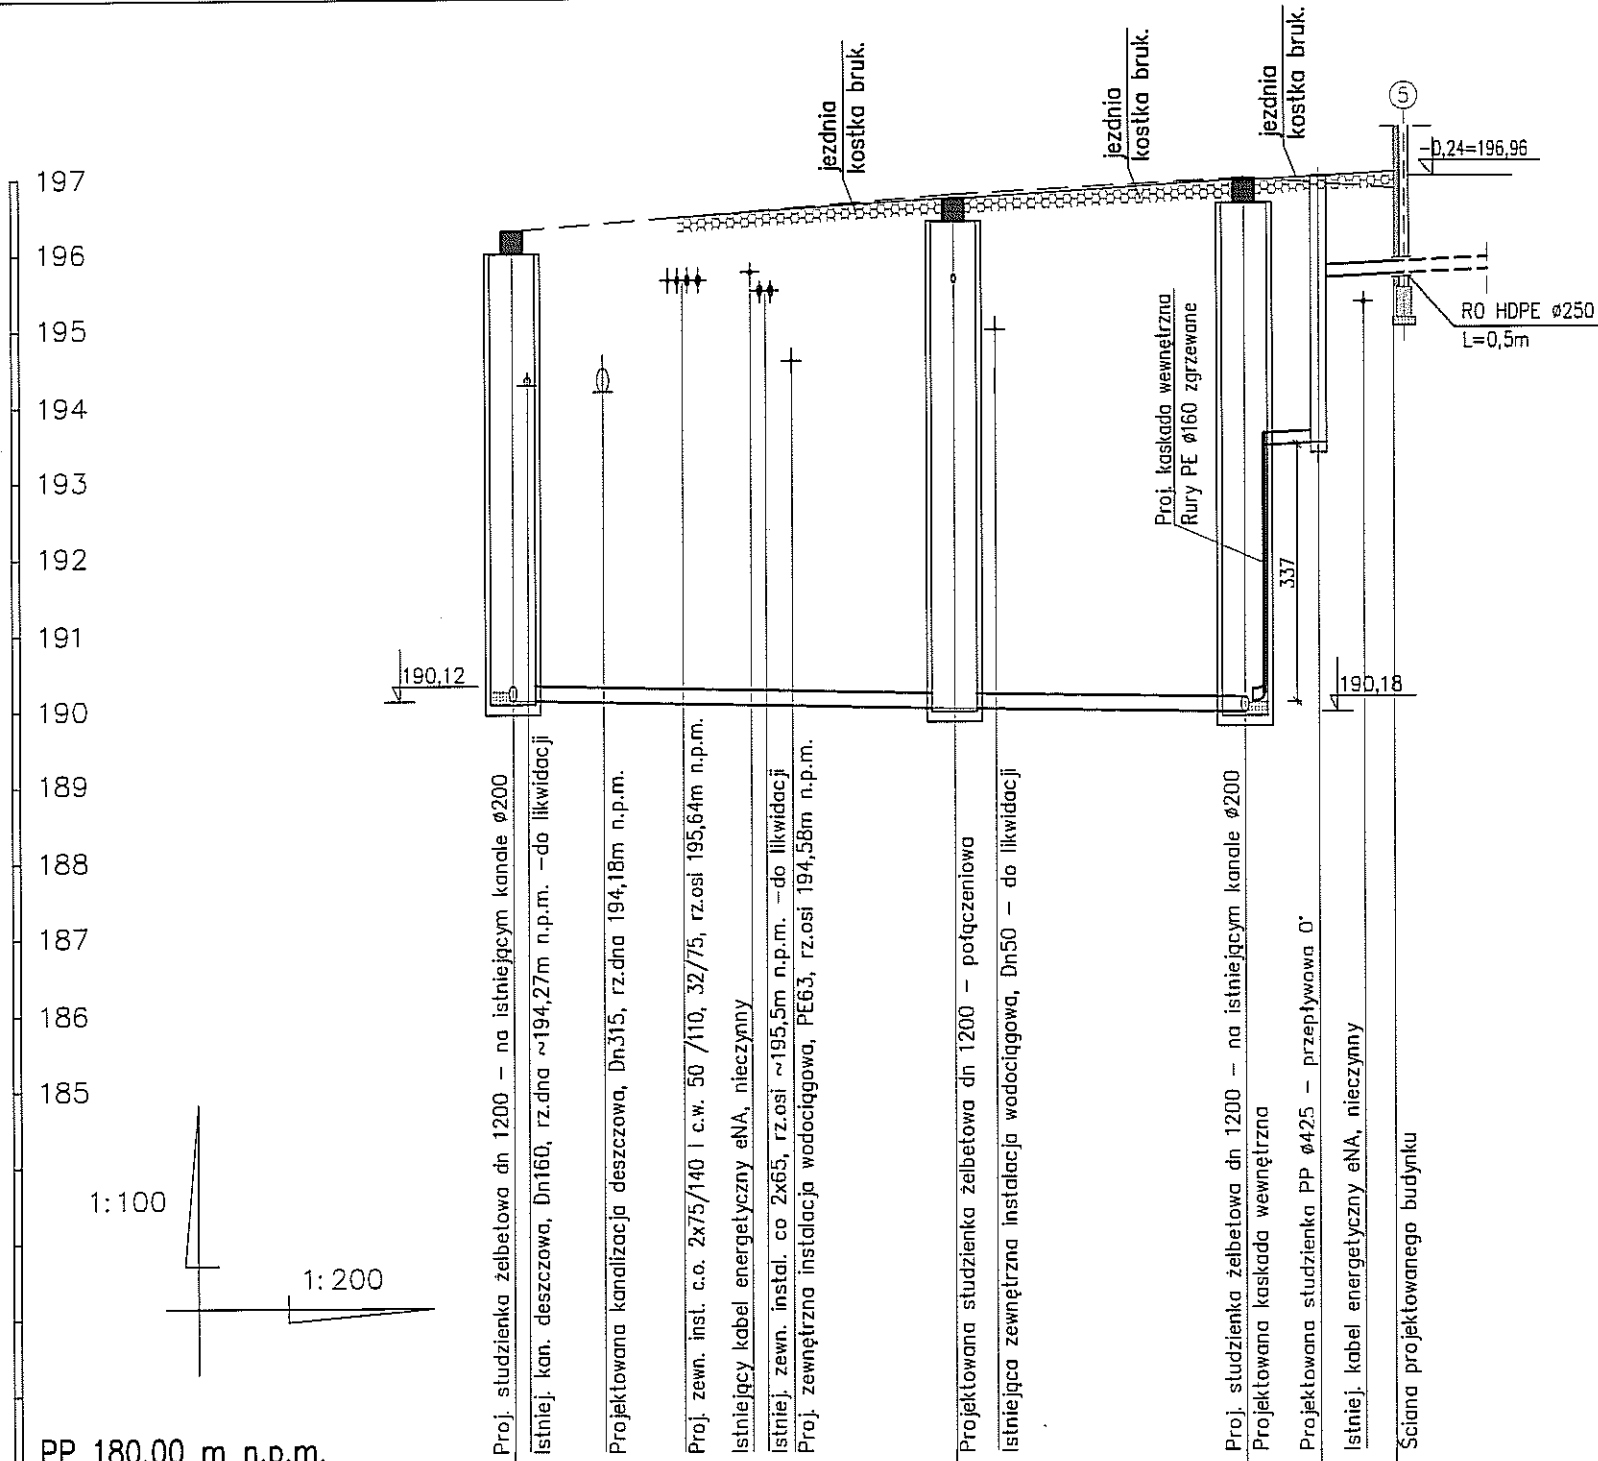 jezdnia
kostka bruk.
jezdnia
kostka bruk.
jezdnia
kostka bruk.
5
-0,24=196,96
RO HDPE ø250
L=0,5m
197
196
195
194
193
192
191
190
189
188
187
186
185
190,12
Proj. kaskada wewnętrzna
Rury PE ø160 zgrzewane
337
190,18
1:100
1:200
Proj. studzienka żelbetowa dn 1200 – na istniejącym kanale ø200
Istniej. kan. deszczowa, Dn160, rz.dna ~194,27m n.p.m. –do likwidacji
Projektowana kanalizacja deszczowa, Dn315, rz.dna 194,18m n.p.m.
Proj. zewn. inst. c.o. 2x75/140 i c.w. 50 /110, 32/75, rz.osi 195,64m n.p.m.
Istniejący kabel energetyczny eNA, nieczynny
Istniej. zewn. instal. co 2x65, rz.osi ~195,5m n.p.m. –do likwidacji
Proj. zewnętrzna instalacja wodociągowa, PE63, rz.osi 194,58m n.p.m.
Projektowana studzienka żelbetowa dn 1200 – połączeniowa
Istniejąca zewnętrzna instalacja wodociągowa, Dn50 – do likwidacji
Proj. studzienka żelbetowa dn 1200 – na istniejącym kanale ø200
Projektowana kaskada wewnętrzna
Projektowana studzienka PP ø425 – przepływowa 0°
Istniej. kabel energetyczny eNA, nieczynny
Ściana projektowanego budynku
PP 180,00 m n.p.m.